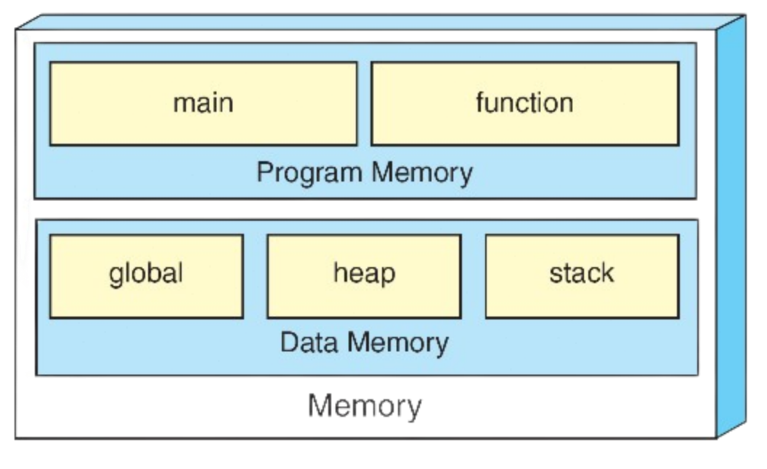 main function
Program Memory
global heap stack
Data Memory
Memory